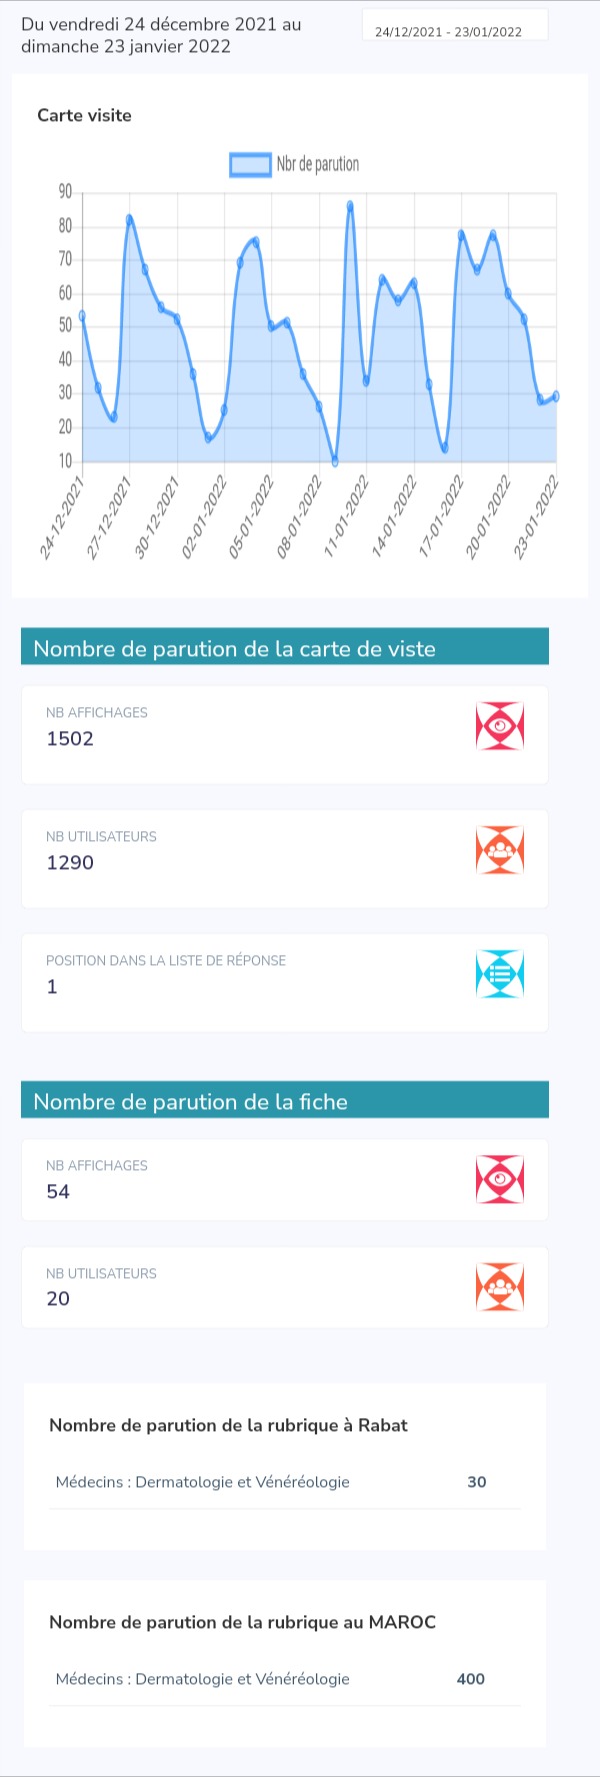 Du vendredi 24 décembre 2021 au
dimanche 23 janvier 2022
24/12/2021 - 23/01/2022
Carte visite
Nbr de parution
90
80
70
60
50
40
30
20
10
24-12-2021
27-12-2021
30-12-2021
02-01-2022
05-01-2022
08-01-2022
11-01-2022
14-01-2022
17-01-2022
20-01-2022
23-01-2022
Nombre de parution de la carte de viste
NB AFFICHAGES
1502
NB UTILISATEURS
1290
POSITION DANS LA LISTE DE RÉPONSE
1
Nombre de parution de la fiche
NB AFFICHAGES
54
NB UTILISATEURS
20
Nombre de parution de la rubrique à Rabat
Médecins : Dermatologie et Vénéréologie 30
Nombre de parution de la rubrique au MAROC
Médecins : Dermatologie et Vénéréologie 400